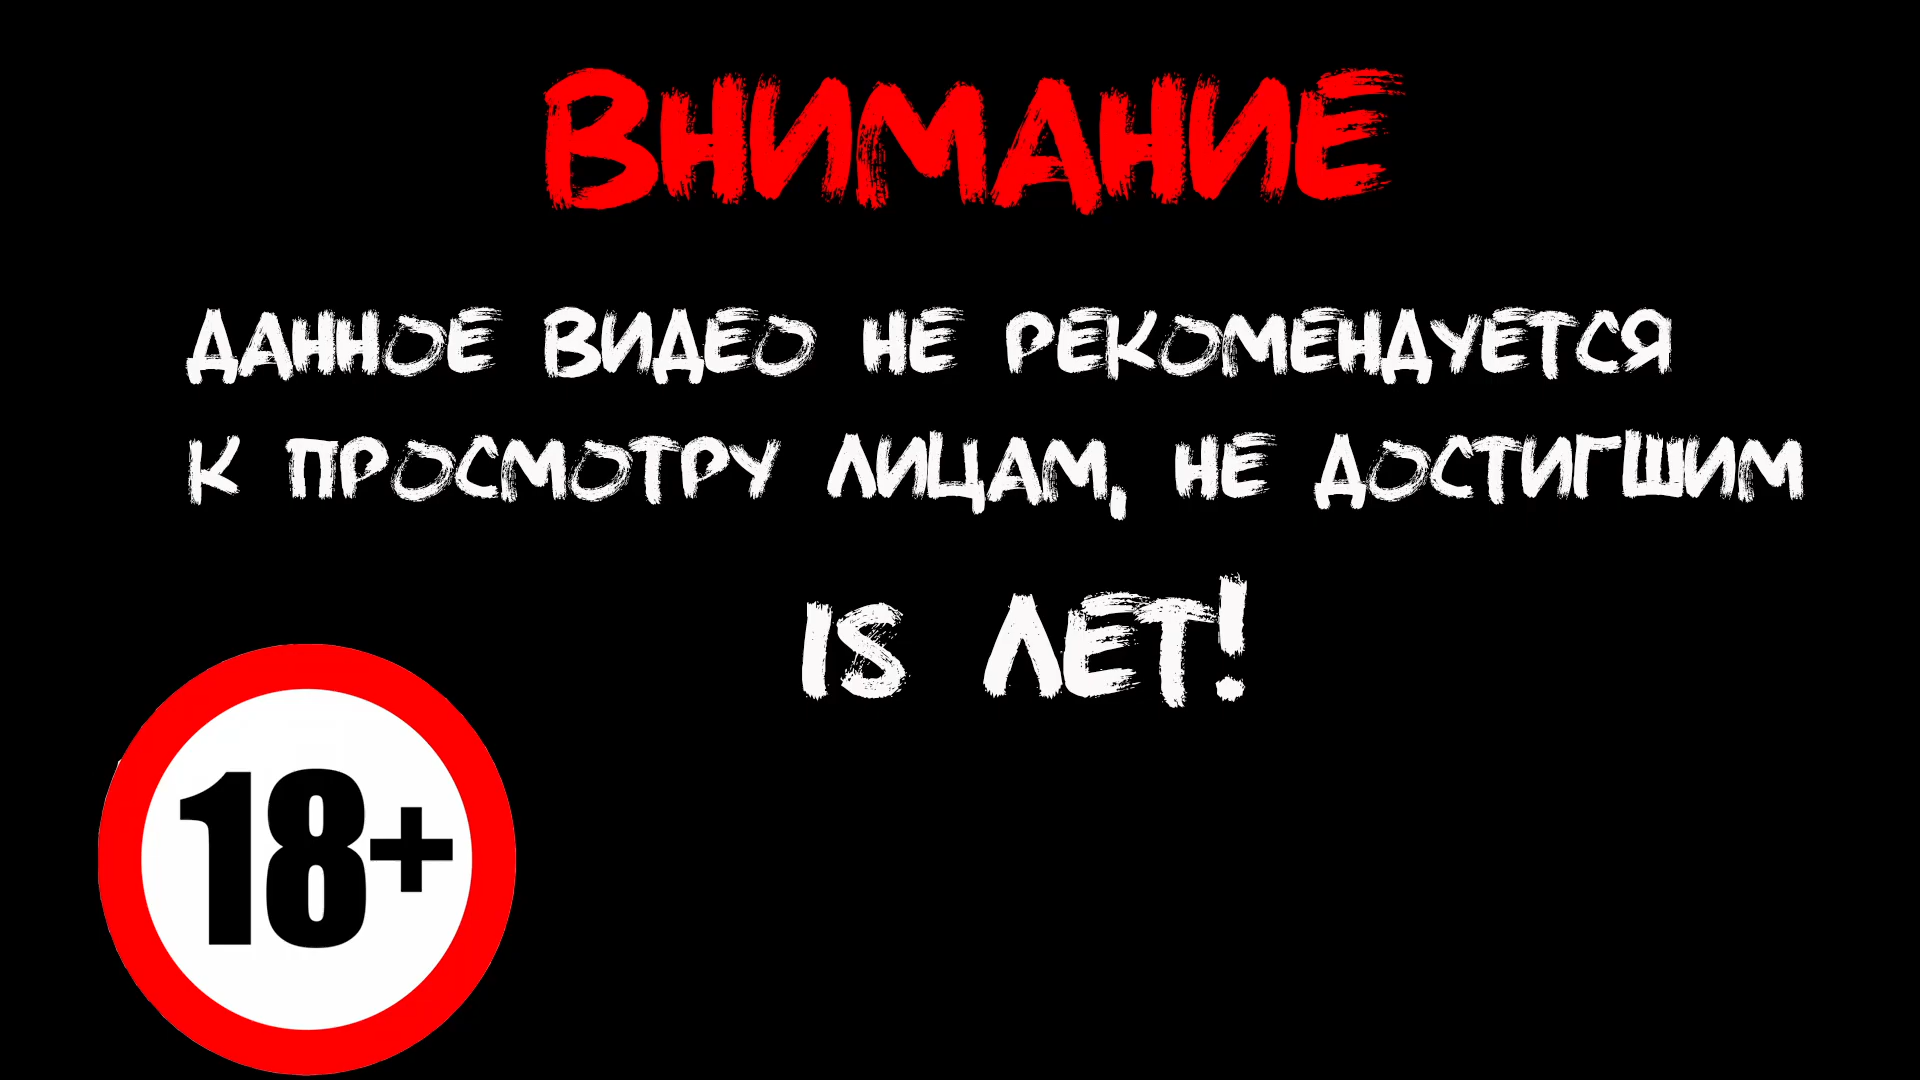 ВНИМАНИЕ
ДАННОЕ ВИДЕО НЕ РЕКОМЕНДУЕТСЯ
К ПРОСМОТРУ ЛИЦАМ, НЕ ДОСТИГШИМ
18 ЛЕТ!
18+